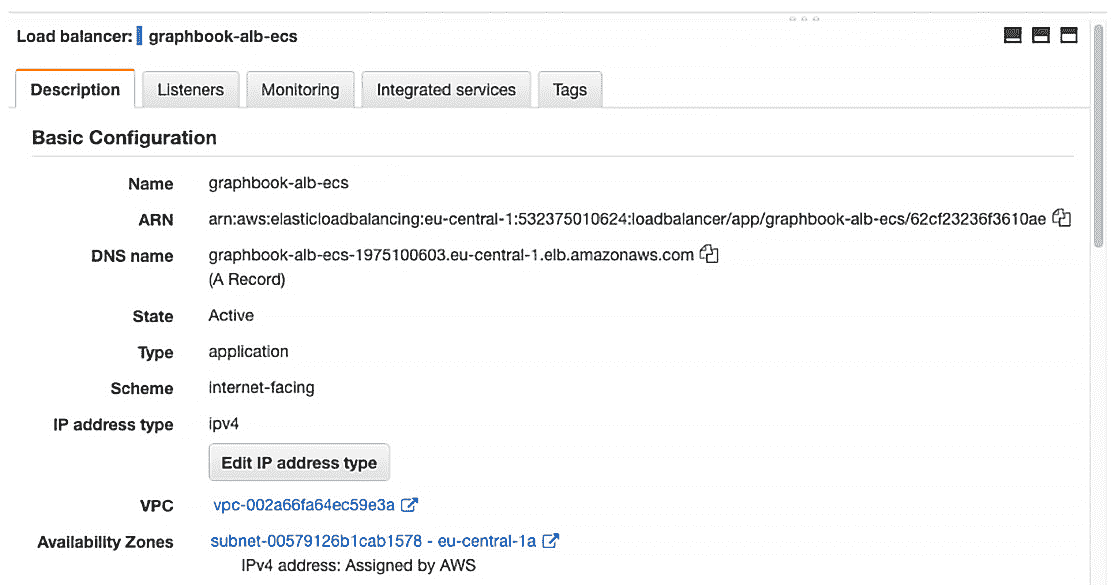 Load balancer: graphbook-alb-ecs
Description Listeners Monitoring Integrated services Tags
Basic Configuration
Name graphbook-alb-ecs
ARN arn:aws:elasticloadbalancing:eu-central-1:532375010624:loadbalancer/app/graphbook-alb-ecs/62cf23236f3610ae
DNS name graphbook-alb-ecs-1975100603.eu-central-1.elb.amazonaws.com
(A Record)
State Active
Type application
Scheme internet-facing
IP address type ipv4
Edit IP address type
VPC vpc-002a66fa64ec59e3a
Availability Zones subnet-00579126b1cab1578 - eu-central-1a
IPv4 address: Assigned by AWS